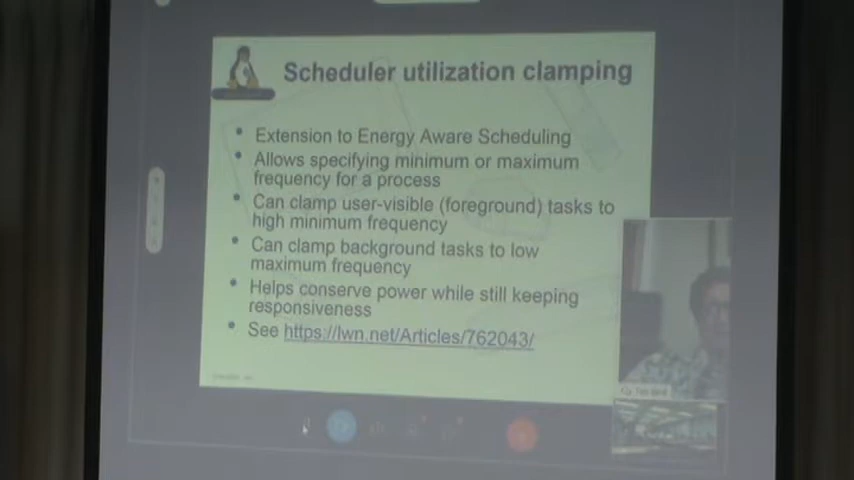 Scheduler utilization clamping
• Extension to Energy Aware Scheduling
• Allows specifying minimum or maximum
frequency for a process
• Can clamp user-visible (foreground) tasks to
high minimum frequency
• Can clamp background tasks to low
maximum frequency
• Helps conserve power while still keeping
responsiveness
• See https://lwn.net/Articles/762043/